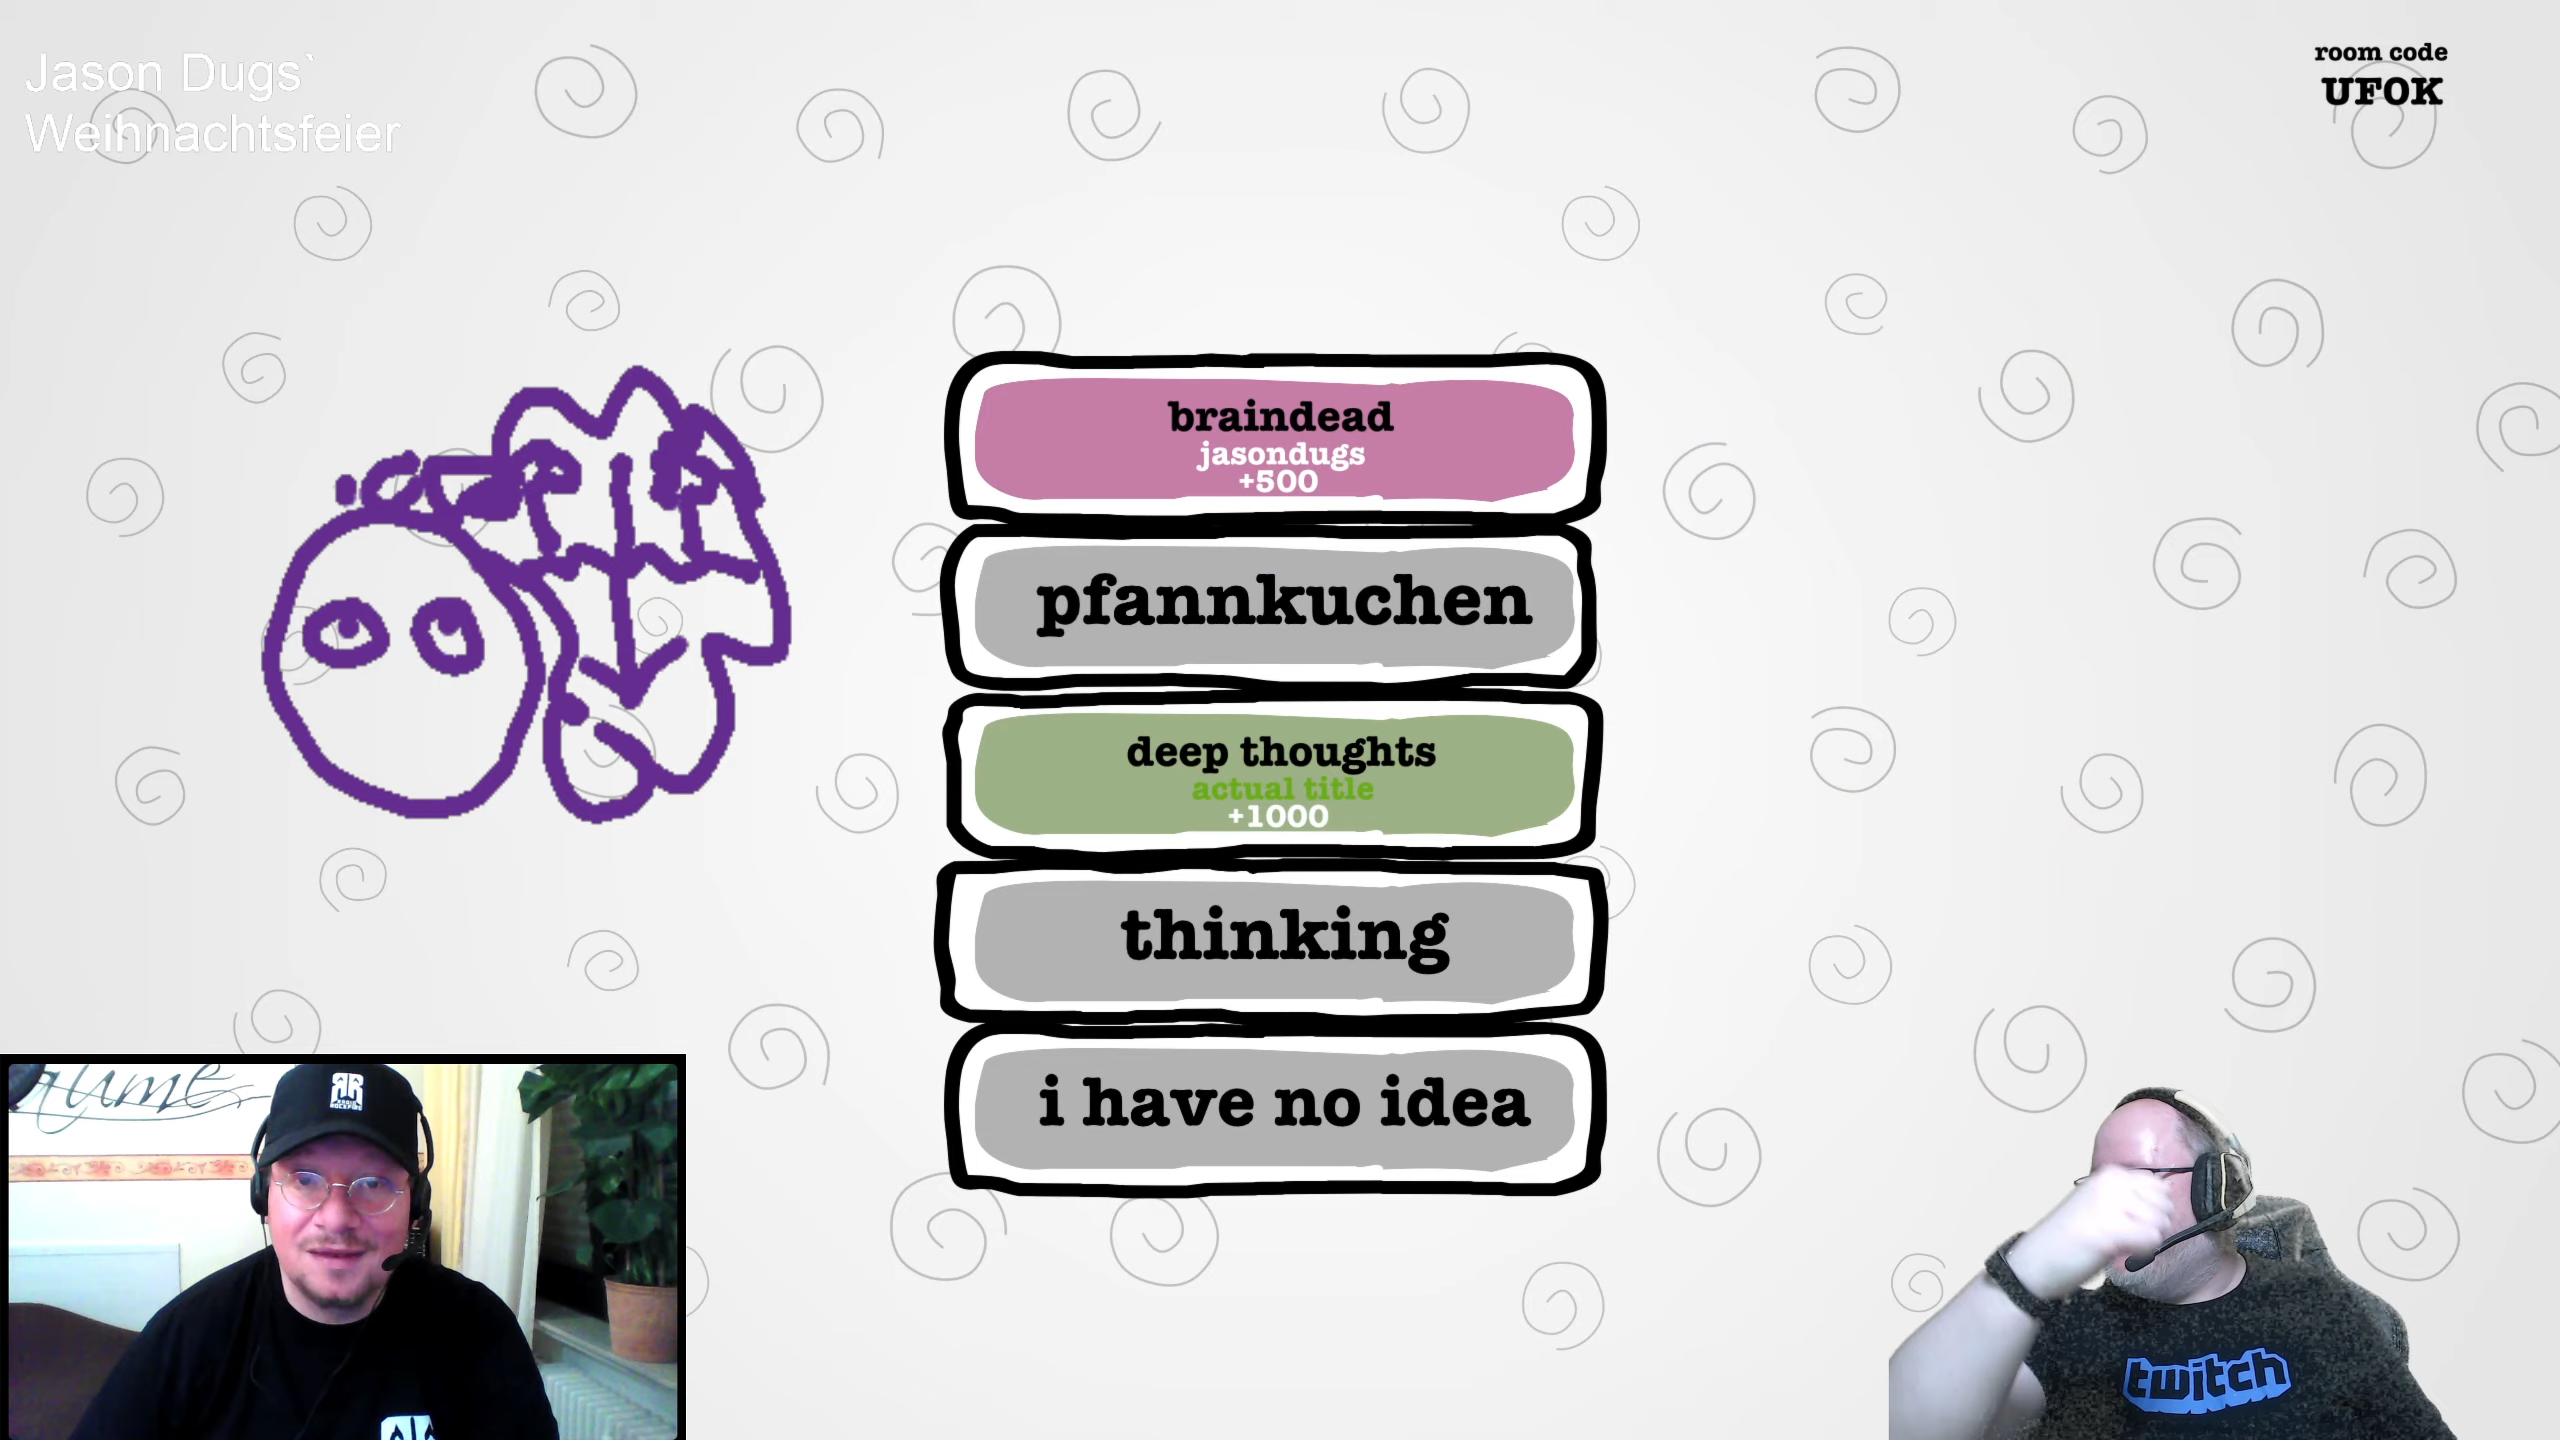 Jason Dugs`
Weihnachtsfeier
room code
UFOK
braindead
jasondugs
+500
pfannkuchen
deep thoughts
actual title
+1000
thinking
i have no idea
twitch